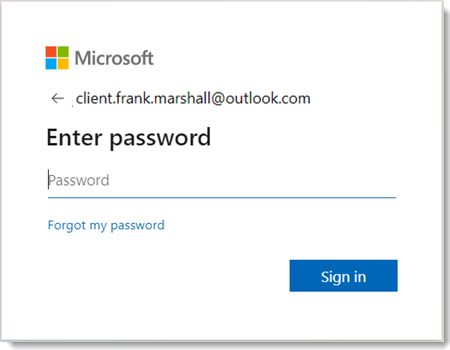 Microsoft
← client.frank.marshall@outlook.com
Enter password
Password
Forgot my password
Sign in